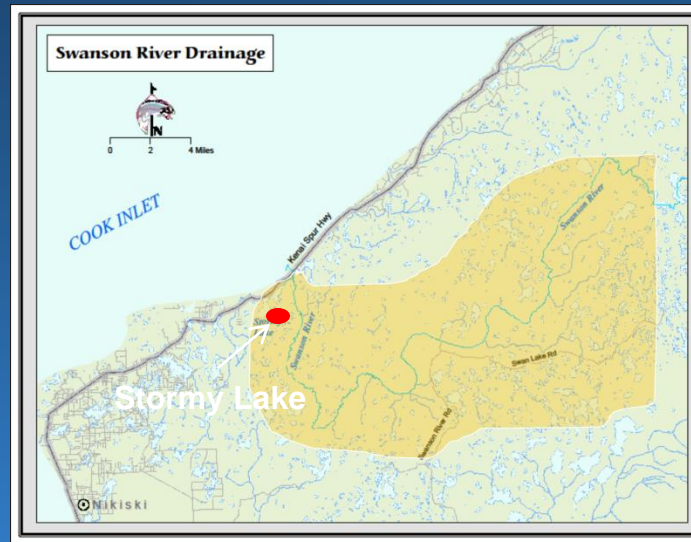 Swanson River Drainage
N
0 2 4 Miles
COOK INLET
Kenai Spur Hwy
Swanson River
Swanson River
Swan Lake Rd
Stormy Lake
Swanson River Rd
Nikiski